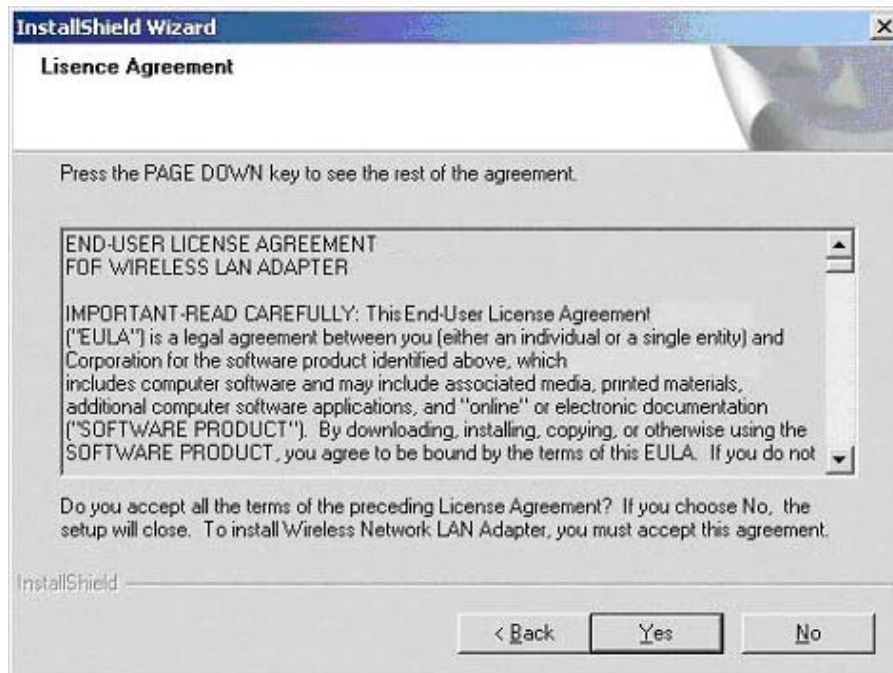 InstallShield Wizard
Lisence Agreement
Press the PAGE DOWN key to see the rest of the agreement.
END-USER LICENSE AGREEMENT
FOR WIRELESS LAN ADAPTER
IMPORTANT-READ CAREFULLY: This End-User License Agreement
("EULA") is a legal agreement between you (either an individual or a single entity) and
Corporation for the software product identified above, which
includes computer software and may include associated media, printed materials,
additional computer software applications, and "online" or electronic documentation
("SOFTWARE PRODUCT"). By downloading, installing, copying, or otherwise using the
SOFTWARE PRODUCT, you agree to be bound by the terms of this EULA. If you do not
Do you accept all the terms of the preceding License Agreement? If you choose No, the
setup will close. To install Wireless Network LAN Adapter, you must accept this agreement.
InstallShield
< Back Yes No